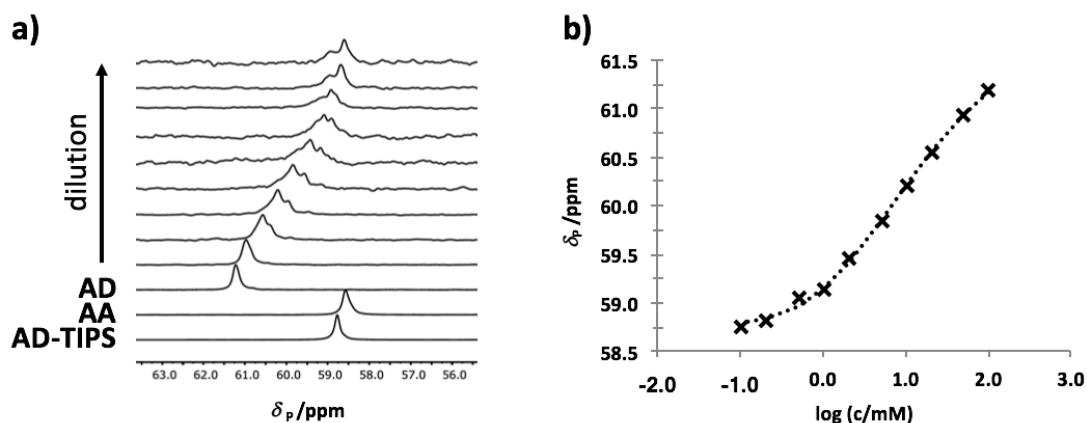 a)
dilution
AD
AA
AD-TIPS
63.0 62.0 61.0 60.0 59.0 58.0 57.0 56.0
δP /ppm
b)
61.5
61.0
60.5
60.0
59.5
59.0
58.5
δP /ppm
-2.0 -1.0 0.0 1.0 2.0 3.0
log (c/mM)